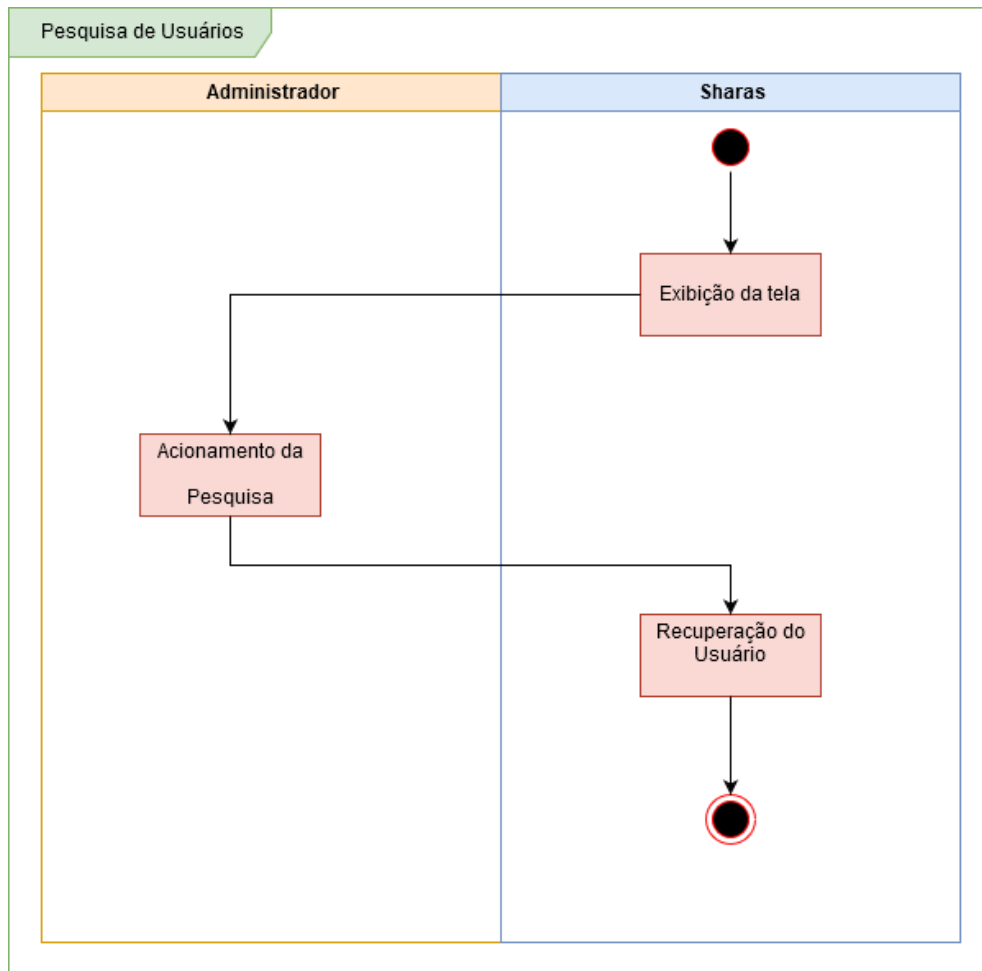 Pesquisa de Usuários
Administrador
Sharas
Exibição da tela
Acionamento da
Pesquisa
Recuperação do
Usuário